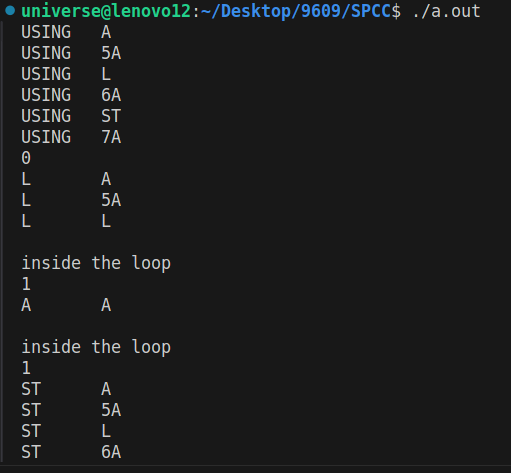 universe@lenovo12:~/Desktop/9609/SPCC$ ./a.out
USING   A
USING   5A
USING   L
USING   6A
USING   ST
USING   7A
0
L       A
L       5A
L       L
inside the loop
1
A       A
inside the loop
1
ST      A
ST      5A
ST      L
ST      6A